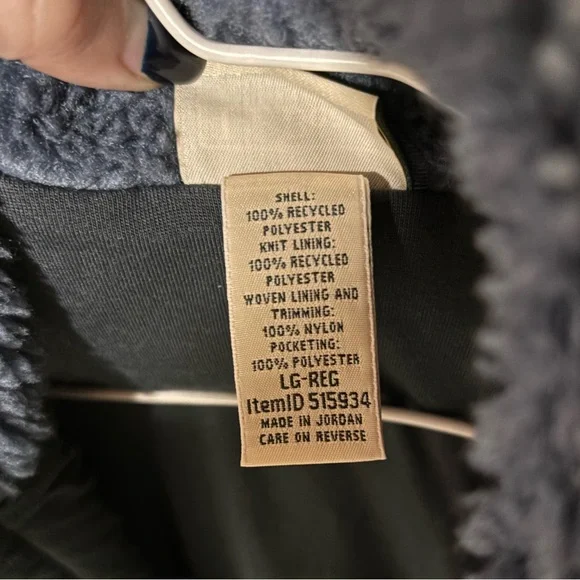 SHELL:
100% RECYCLED
POLYESTER
KNIT LINING:
100% RECYCLED
POLYESTER
WOVEN LINING AND
TRIMMING:
100% NYLON
POCKETING:
100% POLYESTER
LG-REG
ItemID 515934
MADE IN JORDAN
CARE ON REVERSE